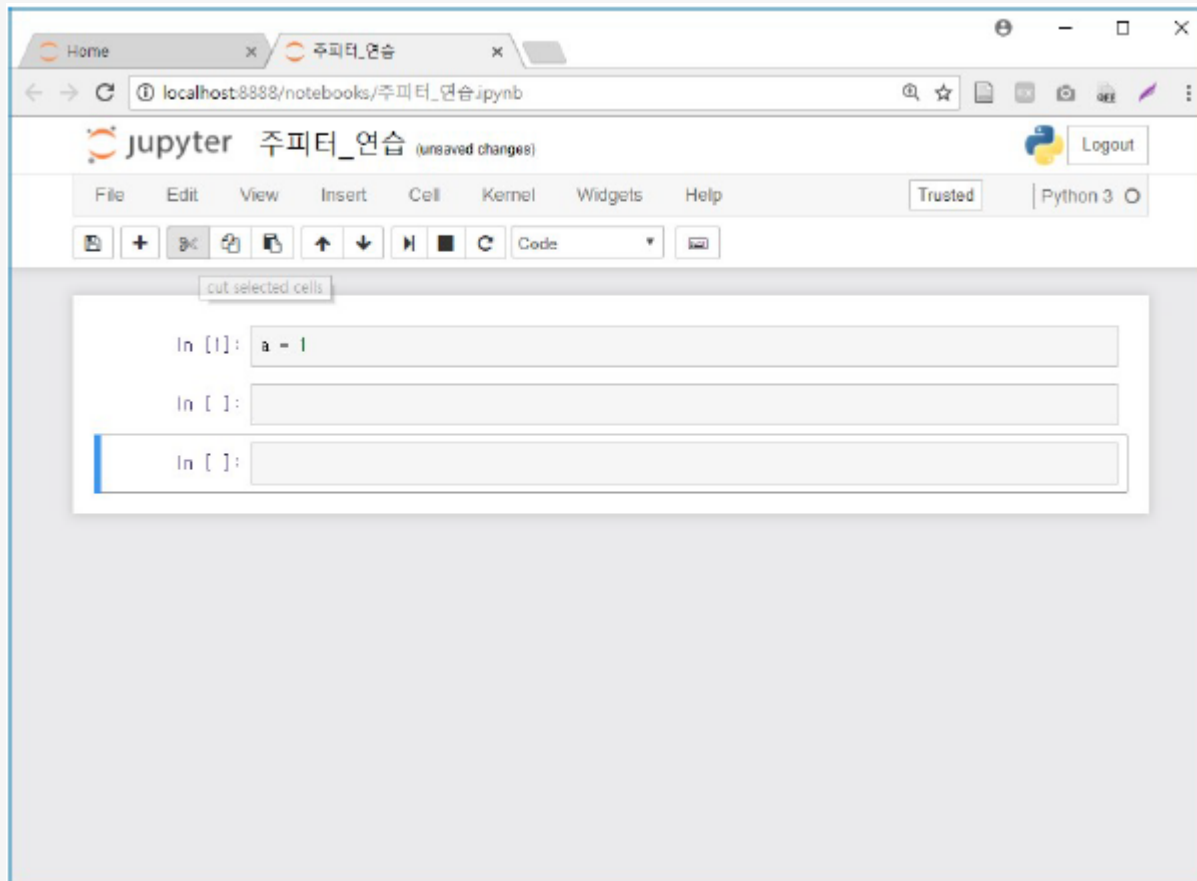 Home
주피터_연습
localhost:8888/notebooks/주피터_연습.ipynb
OFF
jupyter 주피터_연습 (unsaved changes)
Logout
File Edit View Insert Cell Kernel Widgets Help Trusted Python 3
Code
cut selected cells
In [1]: a = 1
In [ ]:
In [ ]: